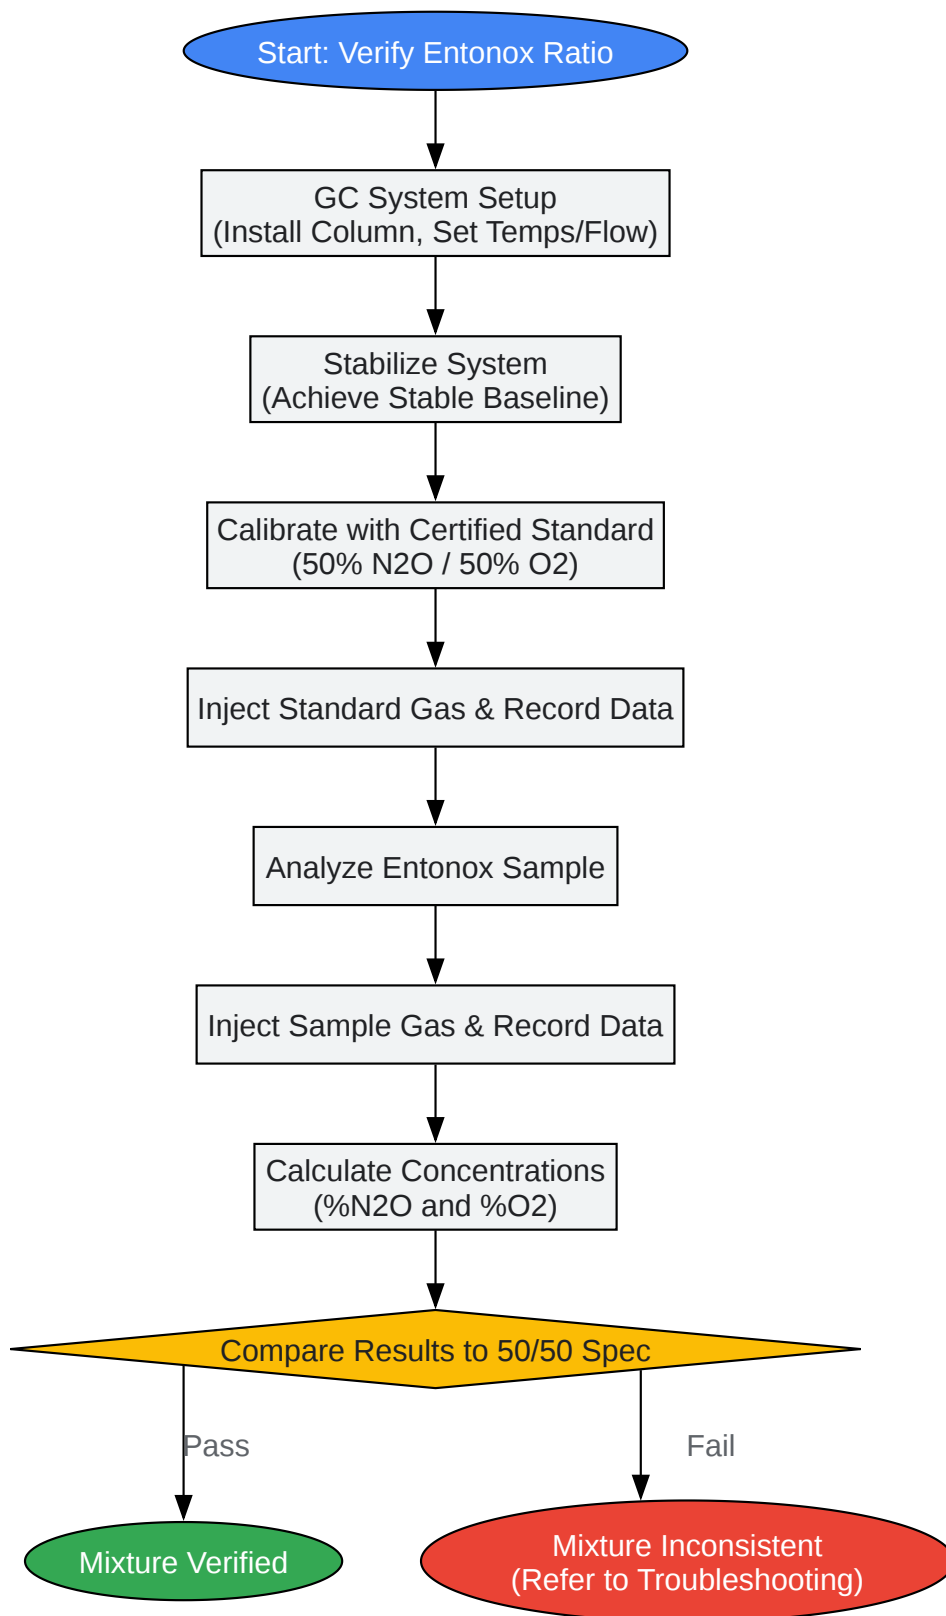 Start: Verify Entonox Ratio
GC System Setup
(Install Column, Set Temps/Flow)
Stabilize System
(Achieve Stable Baseline)
Calibrate with Certified Standard
(50% N2O / 50% O2)
Inject Standard Gas & Record Data
Analyze Entonox Sample
Inject Sample Gas & Record Data
Calculate Concentrations
(%N2O and %O2)
Compare Results to 50/50 Spec
Pass
Fail
Mixture Verified
Mixture Inconsistent
(Refer to Troubleshooting)